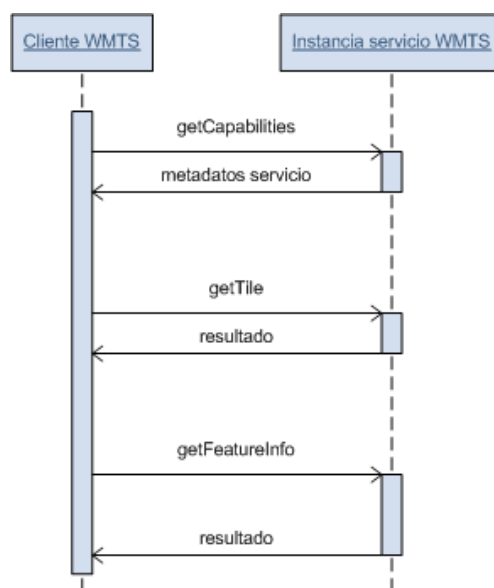 Cliente WMTS
Instancia servicio WMTS
getCapabilities
metadatos servicio
getTile
resultado
getFeatureInfo
resultado